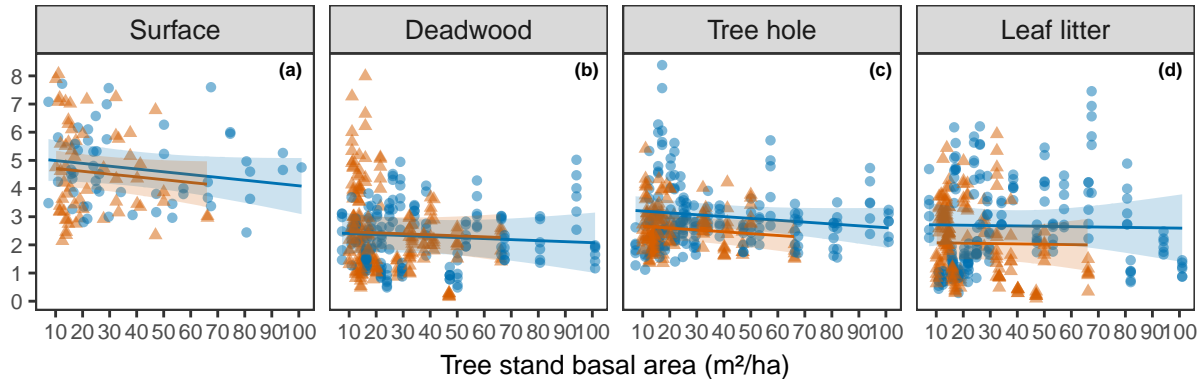 Surface Deadwood Tree hole Leaf litter
(a) (b) (c) (d)
8
7
6
5
4
3
2
1
0
10 20 30 40 50 60 70 80 90 100 10 20 30 40 50 60 70 80 90 100 10 20 30 40 50 60 70 80 90 100 10 20 30 40 50 60 70 80 90 100
Tree stand basal area (m²/ha)